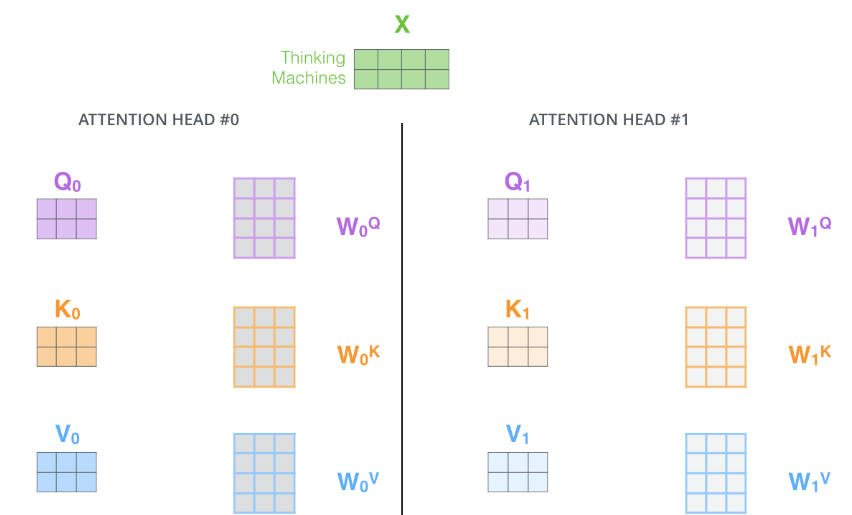 X
Thinking
Machines
ATTENTION HEAD #0
ATTENTION HEAD #1
Q₀
W₀Q
Q₁
W₁Q
K₀
W₀K
K₁
W₁K
V₀
W₀V
V₁
W₁V